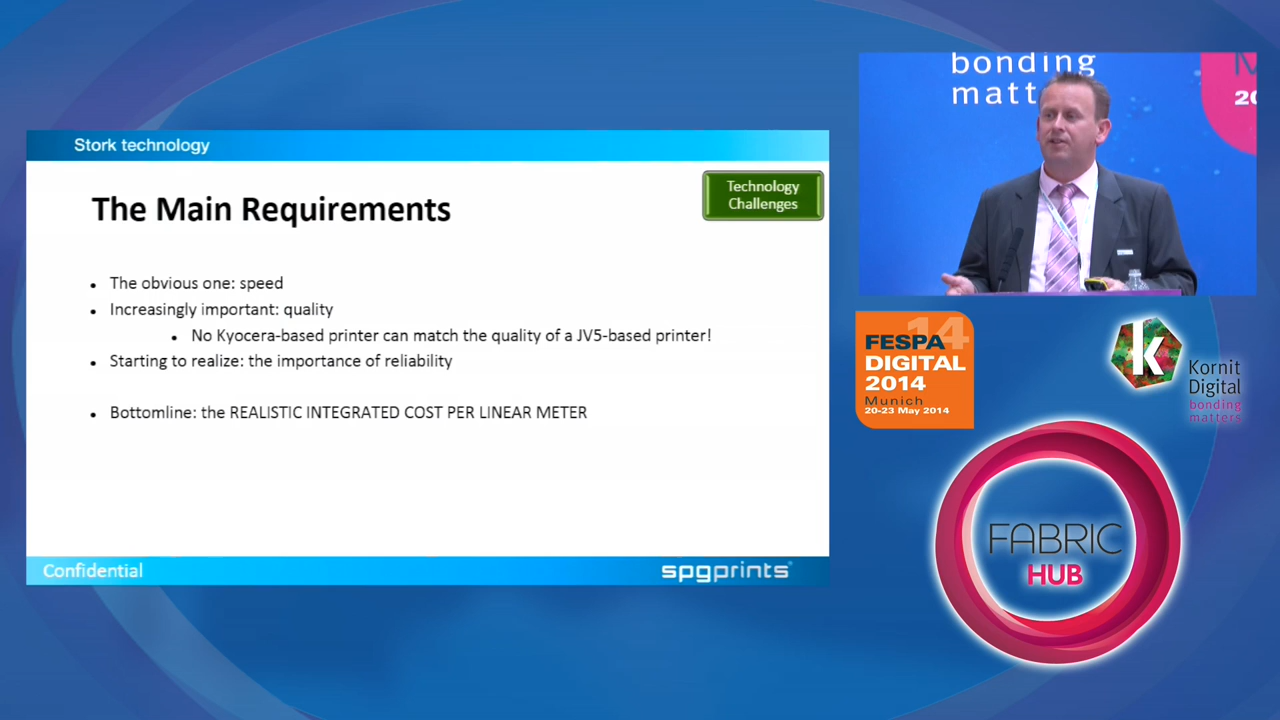 Stork technology
The Main Requirements
Technology
Challenges
The obvious one: speed
Increasingly important: quality
No Kyocera-based printer can match the quality of a JV5-based printer!
Starting to realize: the importance of reliability
Bottomline: the REALISTIC INTEGRATED COST PER LINEAR METER
Confidential
spgprints®
bonding
matt
M
20
14
FESPA
DIGITAL
2014
Munich
20-23 May 2014
k
Kornit
Digital
bonding
matters
FABRIC
HUB